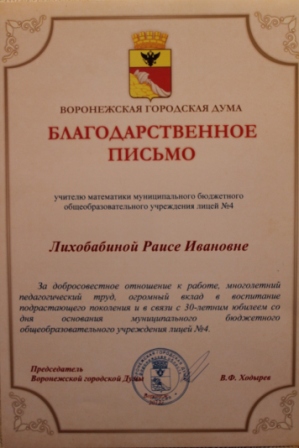 ВОРОНЕЖСКАЯ ГОРОДСКАЯ ДУМА
БЛАГОДАРСТВЕННОЕ
ПИСЬМО
учителю математики муниципального бюджетного
общеобразовательного учреждения лицей №4
Лихобабиной Раисе Ивановне
За добросовестное отношение к работе, многолетний
педагогический труд, огромный вклад в воспитание
подрастающего поколения и в связи с 30-летним юбилеем со
дня основания муниципального бюджетного
общеобразовательного учреждения лицей №4.
Председатель
Воронежской городской Думы В.Ф. Ходырев